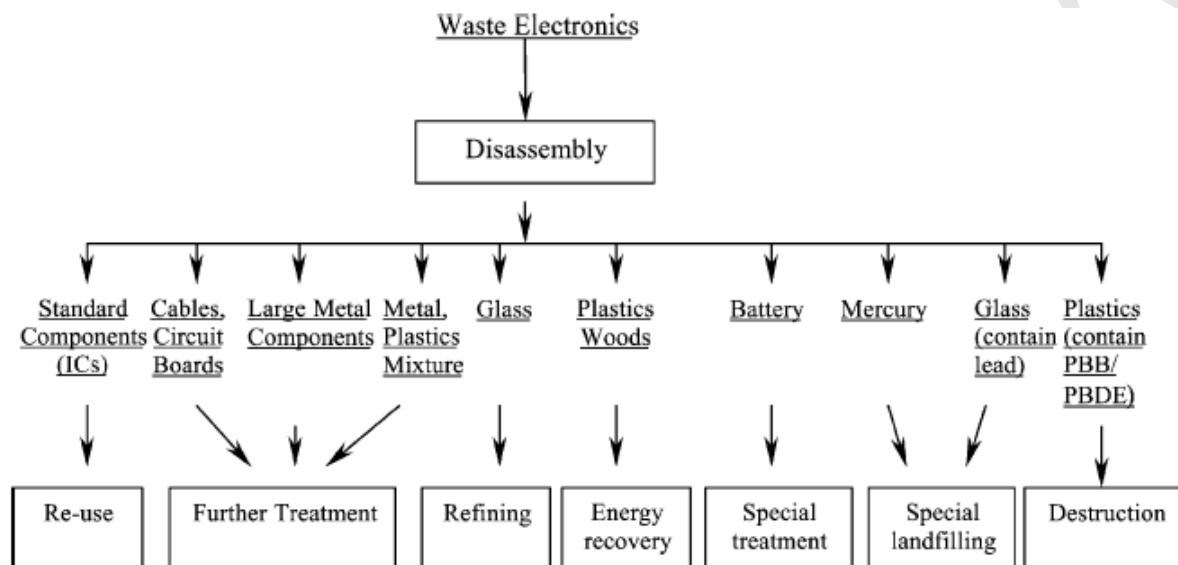 Waste Electronics
Disassembly
Standard
Components
(ICs)
Cables,
Circuit
Boards
Large Metal
Components
Metal,
Plastics
Mixture
Glass
Plastics
Woods
Battery
Mercury
Glass
(contain
lead)
Plastics
(contain
PBB/
PBDE)
Re-use
Further Treatment
Refining
Energy
recovery
Special
treatment
Special
landfilling
Destruction